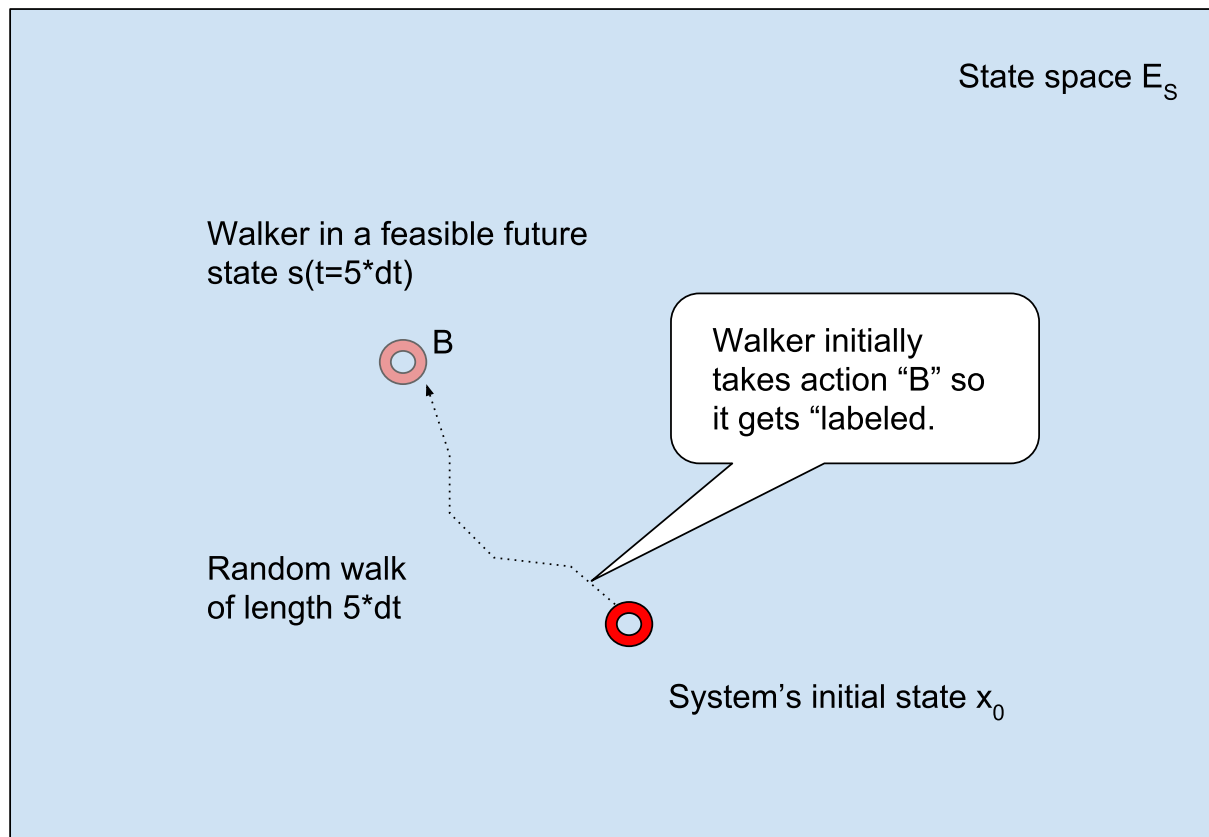 State space E_S
Walker in a feasible future
state s(t=5*dt)
B
Walker initially
takes action “B” so
it gets “labeled.
Random walk
of length 5*dt
System’s initial state x_0